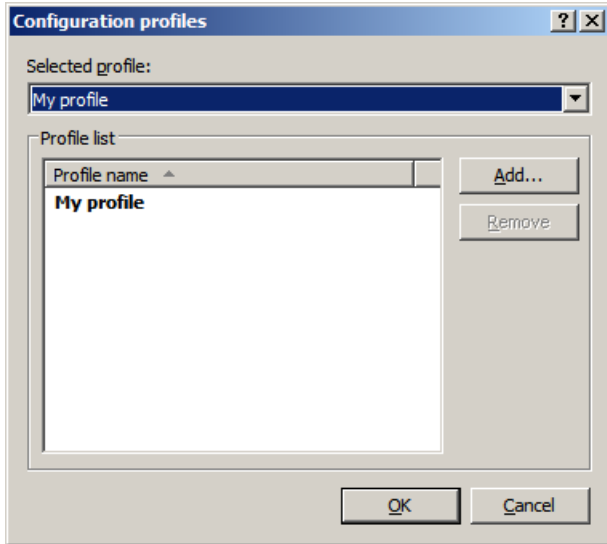 Configuration profiles
Selected profile:
My profile
Profile list
Profile name
My profile
Add...
Remove
OK
Cancel